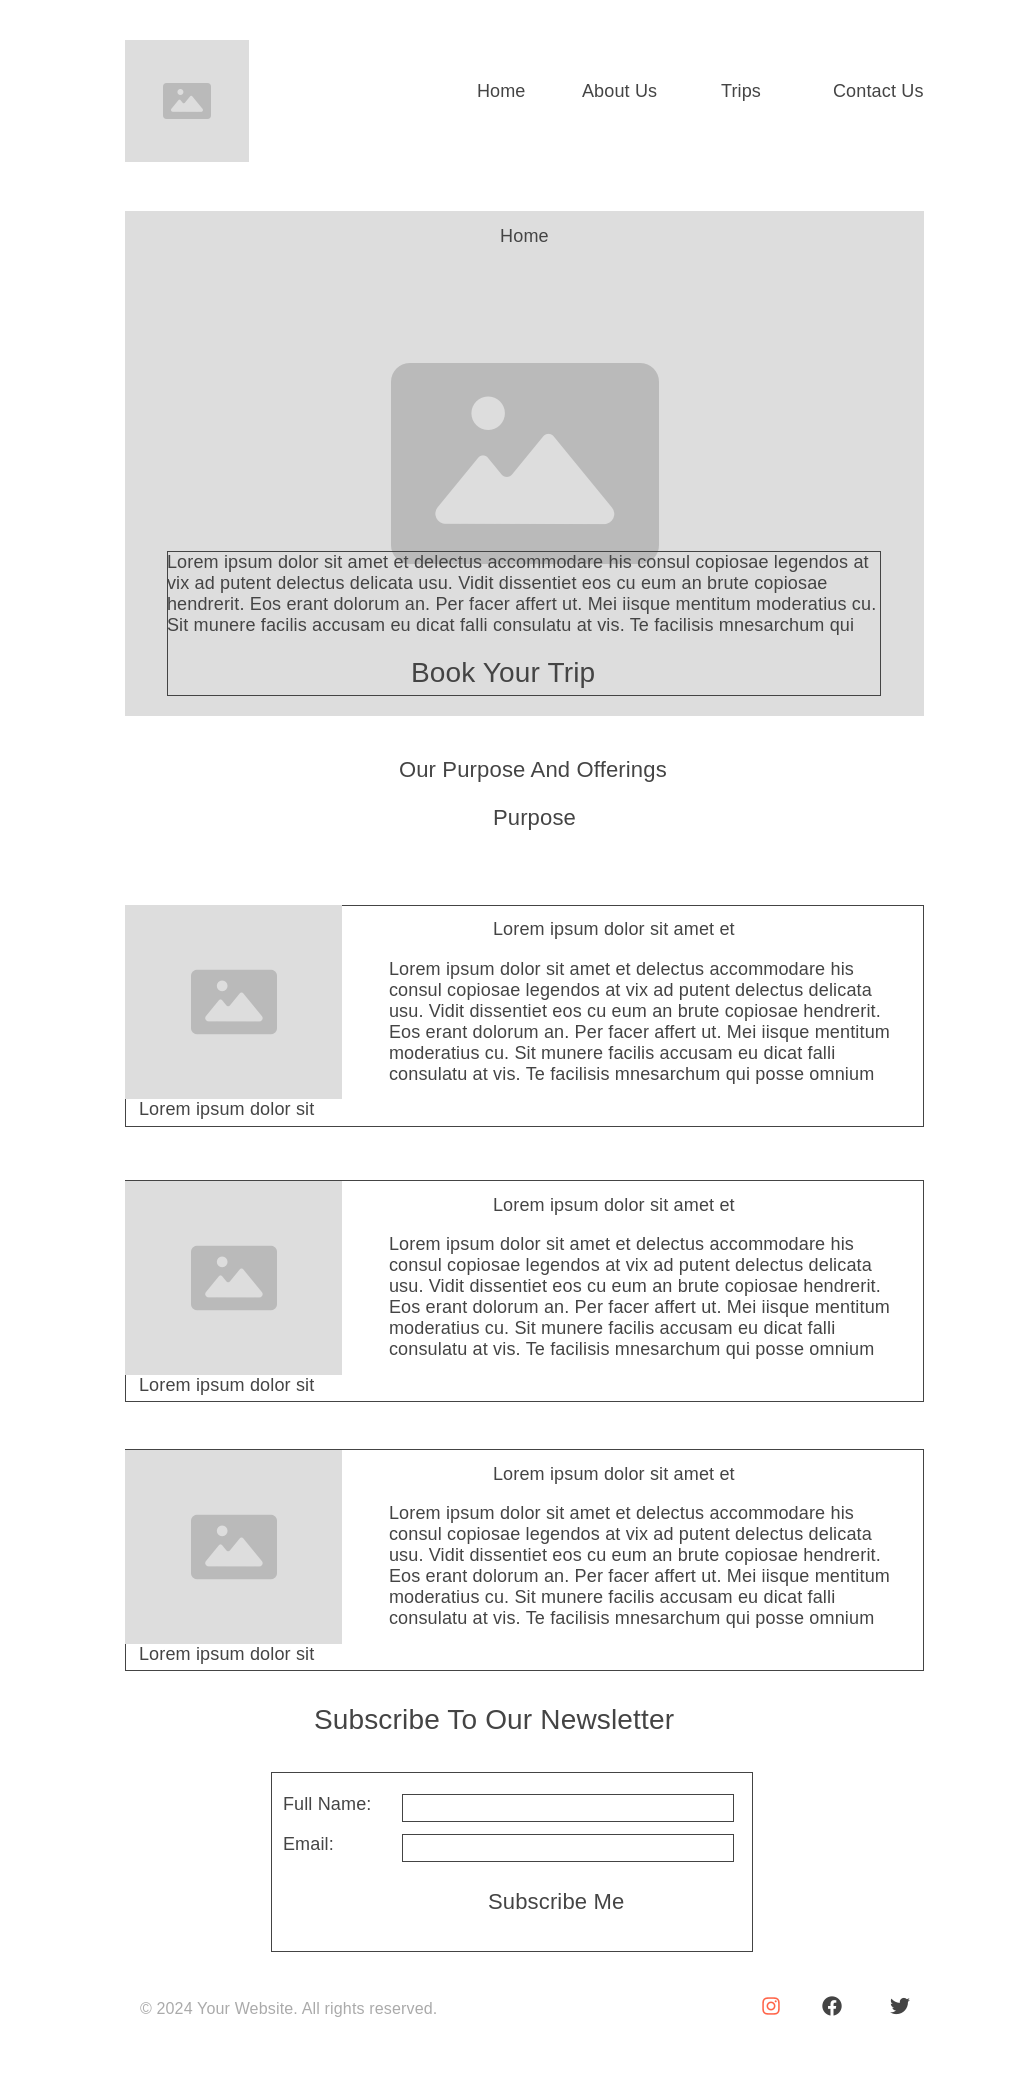 Home About Us Trips Contact Us
Home
Lorem ipsum dolor sit amet et delectus accommodare his consul copiosae legendos at
vix ad putent delectus delicata usu. Vidit dissentiet eos cu eum an brute copiosae
hendrerit. Eos erant dolorum an. Per facer affert ut. Mei iisque mentitum moderatius cu.
Sit munere facilis accusam eu dicat falli consulatu at vis. Te facilisis mnesarchum qui
Book Your Trip
Our Purpose And Offerings
Purpose
Lorem ipsum dolor sit amet et
Lorem ipsum dolor sit amet et delectus accommodare his
consul copiosae legendos at vix ad putent delectus delicata
usu. Vidit dissentiet eos cu eum an brute copiosae hendrerit.
Eos erant dolorum an. Per facer affert ut. Mei iisque mentitum
moderatius cu. Sit munere facilis accusam eu dicat falli
consulatu at vis. Te facilisis mnesarchum qui posse omnium
Lorem ipsum dolor sit
Lorem ipsum dolor sit amet et
Lorem ipsum dolor sit amet et delectus accommodare his
consul copiosae legendos at vix ad putent delectus delicata
usu. Vidit dissentiet eos cu eum an brute copiosae hendrerit.
Eos erant dolorum an. Per facer affert ut. Mei iisque mentitum
moderatius cu. Sit munere facilis accusam eu dicat falli
consulatu at vis. Te facilisis mnesarchum qui posse omnium
Lorem ipsum dolor sit
Lorem ipsum dolor sit amet et
Lorem ipsum dolor sit amet et delectus accommodare his
consul copiosae legendos at vix ad putent delectus delicata
usu. Vidit dissentiet eos cu eum an brute copiosae hendrerit.
Eos erant dolorum an. Per facer affert ut. Mei iisque mentitum
moderatius cu. Sit munere facilis accusam eu dicat falli
consulatu at vis. Te facilisis mnesarchum qui posse omnium
Lorem ipsum dolor sit
Subscribe To Our Newsletter
Full Name:
Email:
Subscribe Me
© 2024 Your Website. All rights reserved.